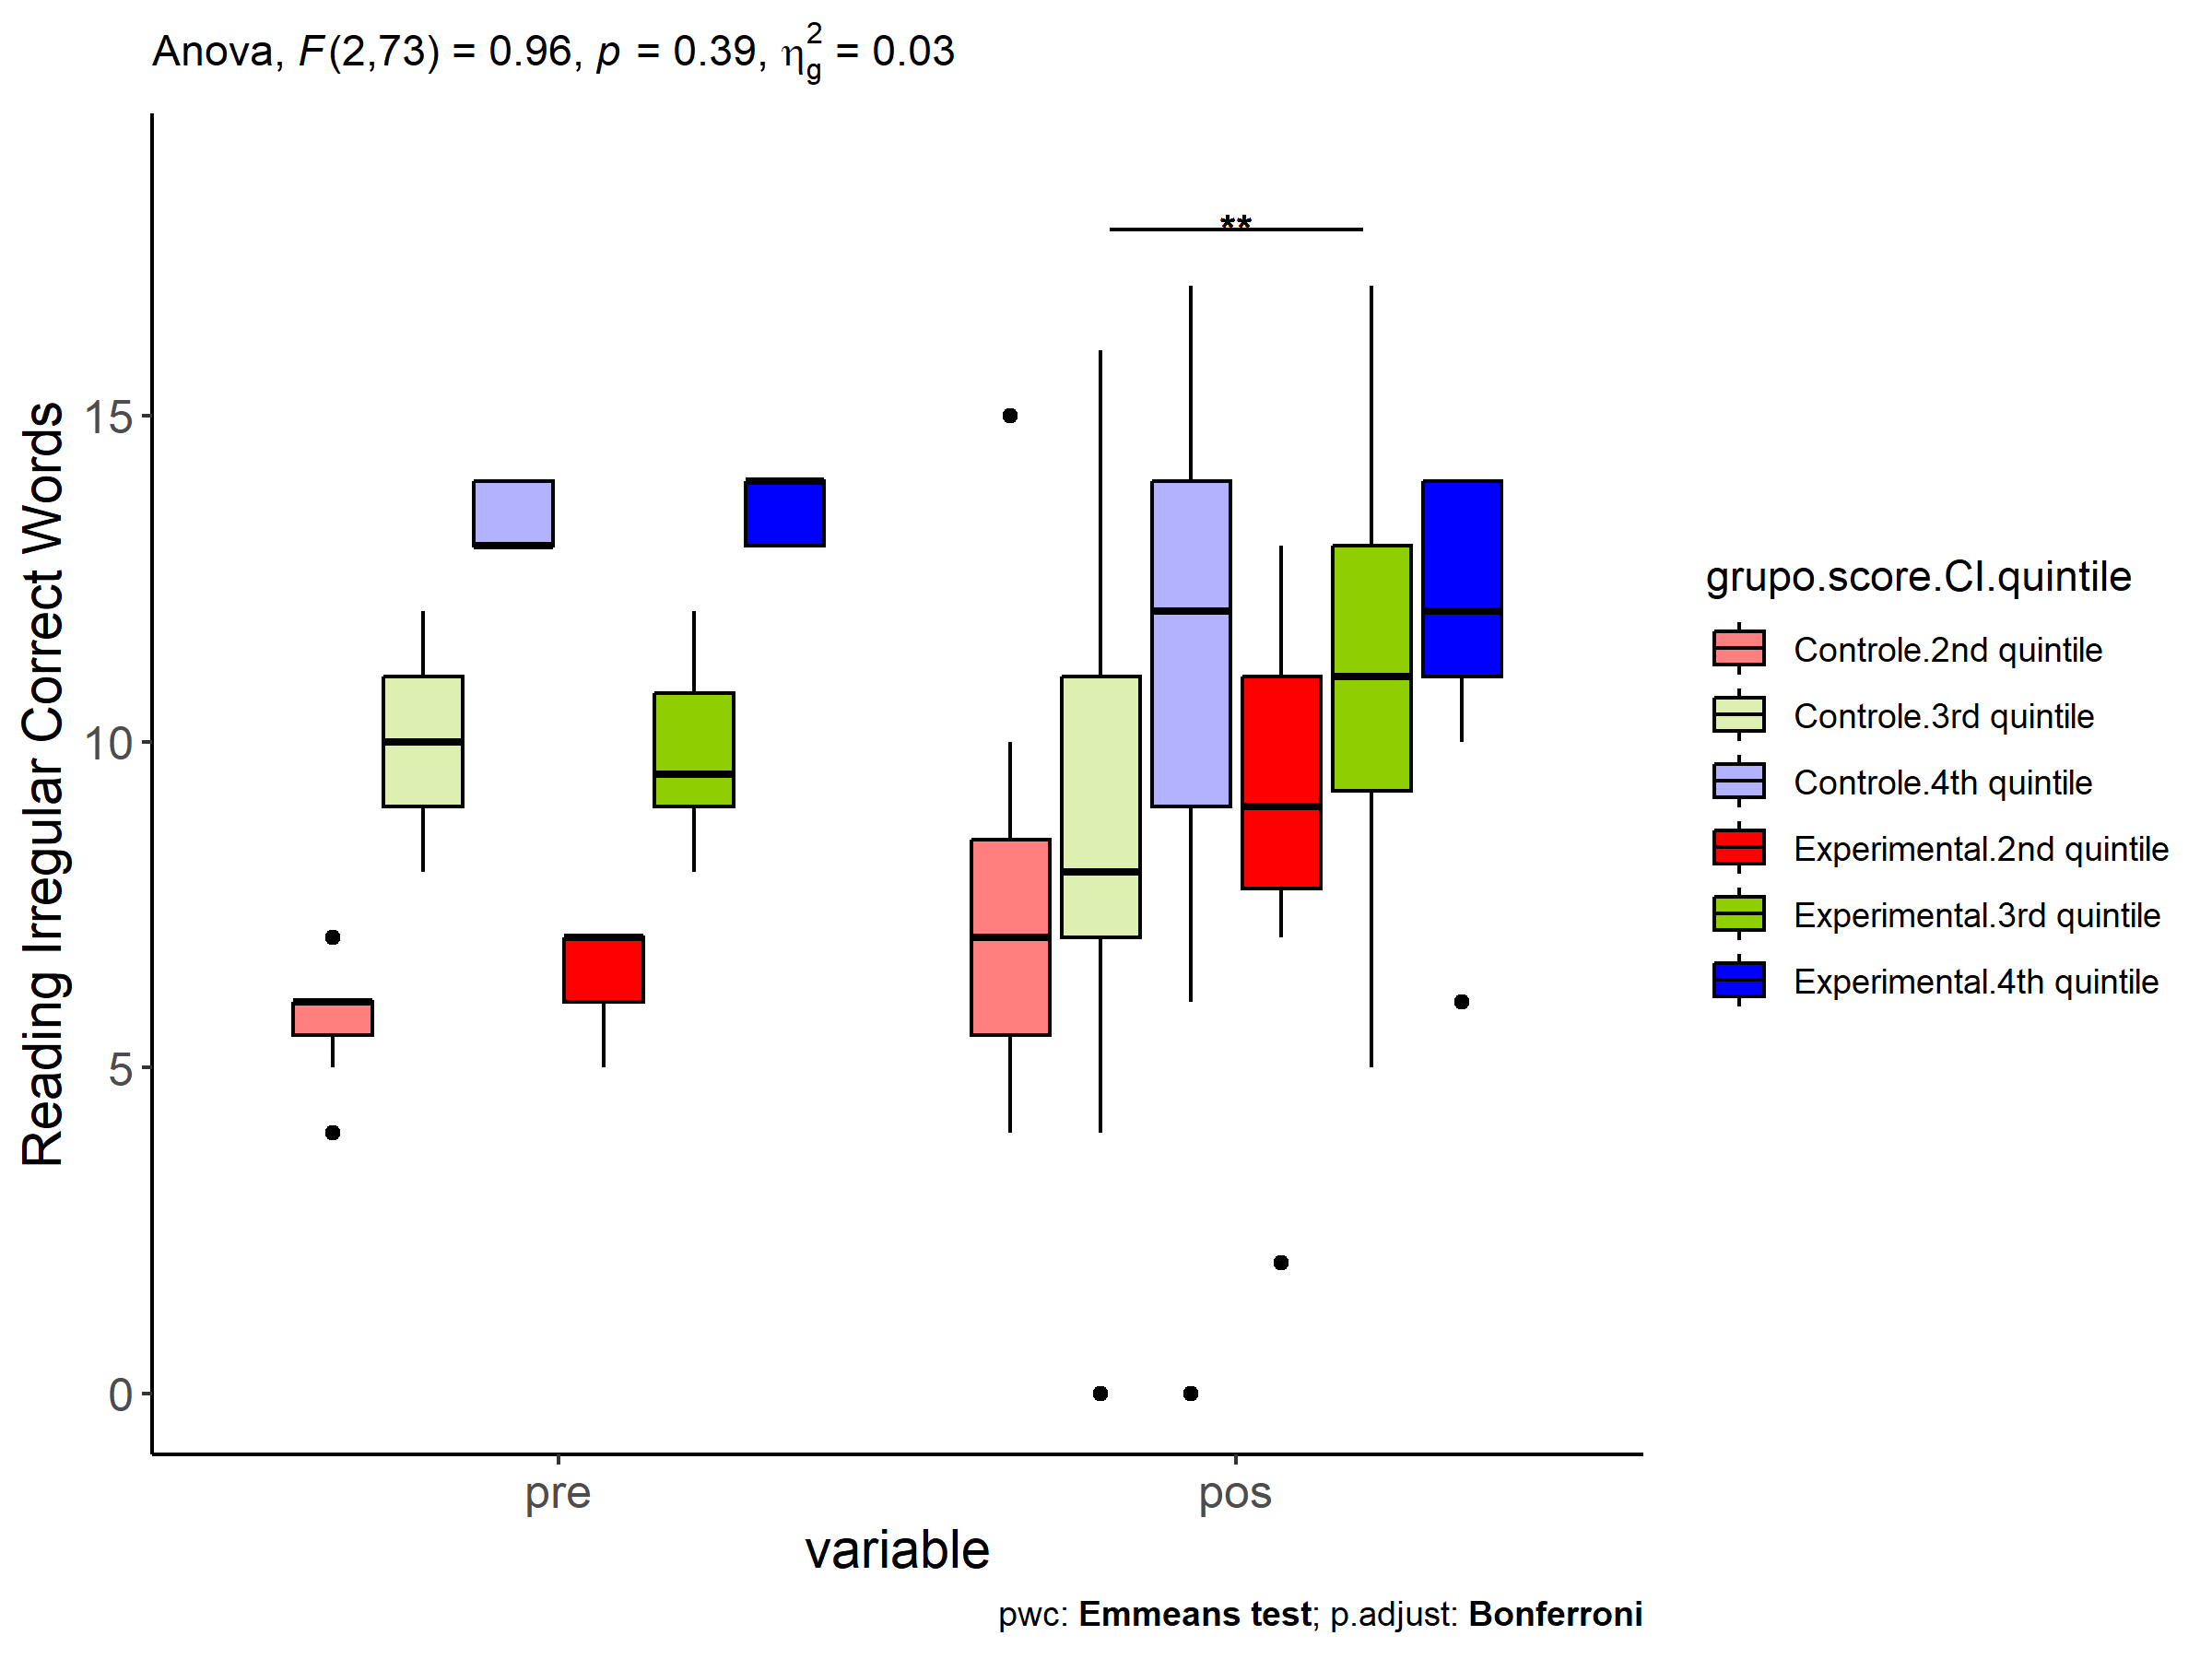 Anova, F(2,73) = 0.96, p = 0.39, η²g = 0.03
**
Reading Irregular Correct Words
15
10
5
0
pre
pos
variable
grupo.score.CI.quintile
Controle.2nd quintile
Controle.3rd quintile
Controle.4th quintile
Experimental.2nd quintile
Experimental.3rd quintile
Experimental.4th quintile
pwc: Emmeans test; p.adjust: Bonferroni